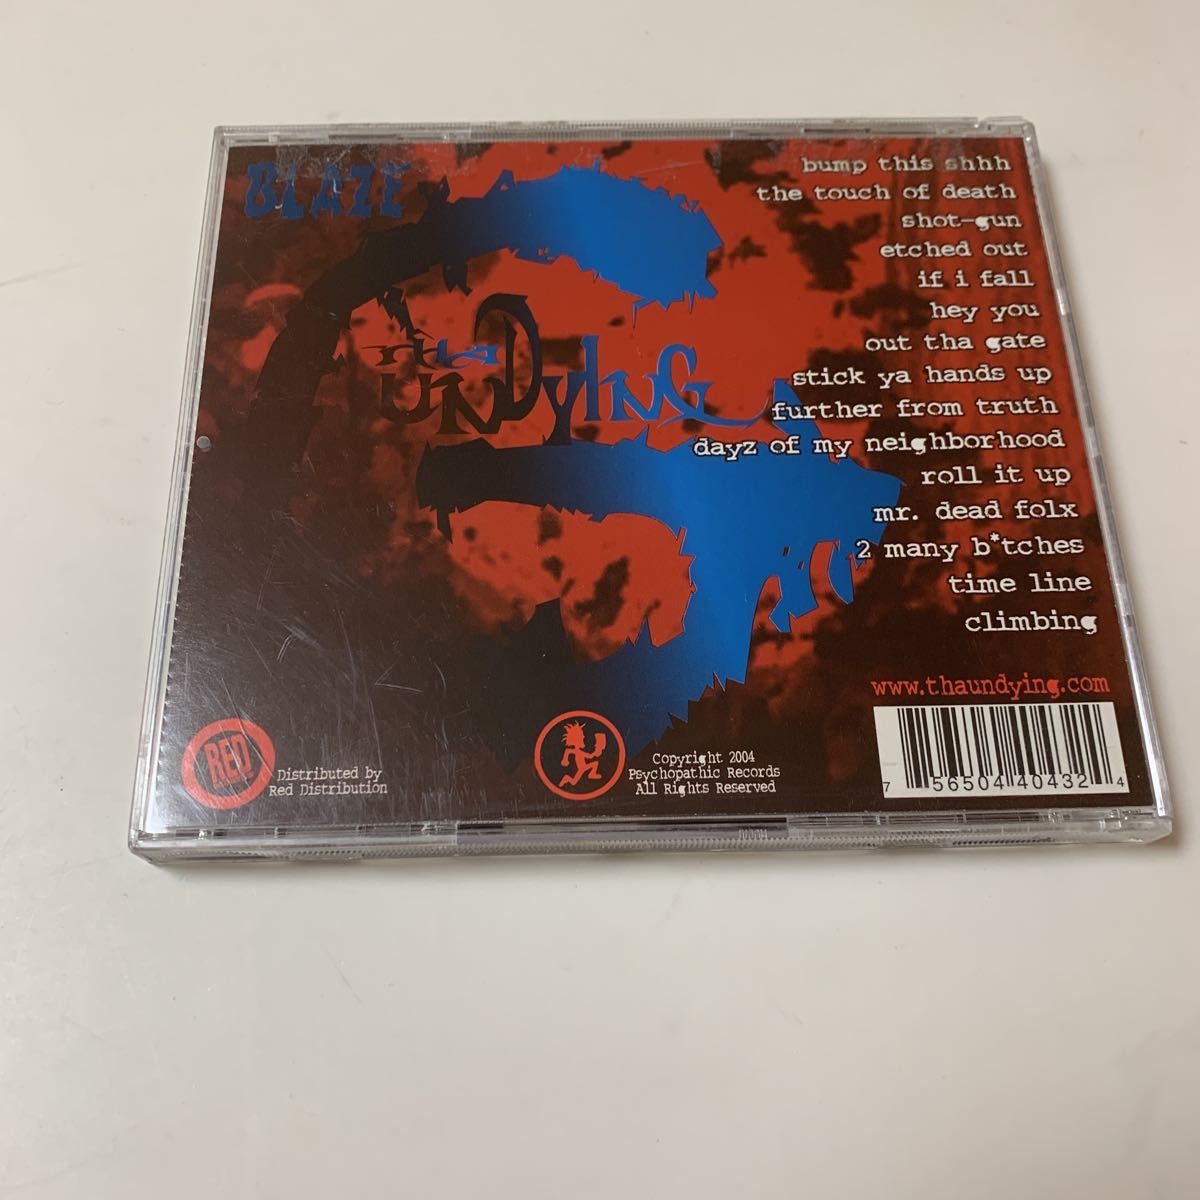 BLAZE
tha
UNDYING
bump this shhh
the touch of death
shot-gun
etched out
if i fall
hey you
out tha gate
stick ya hands up
further from truth
dayz of my neighborhood
roll it up
mr. dead folx
2 many b*tches
time line
climbing
www.thaundying.com
RED
Distributed by
Red Distribution
Copyright 2004
Psychopathic Records
All Rights Reserved
7 56504 40432 4